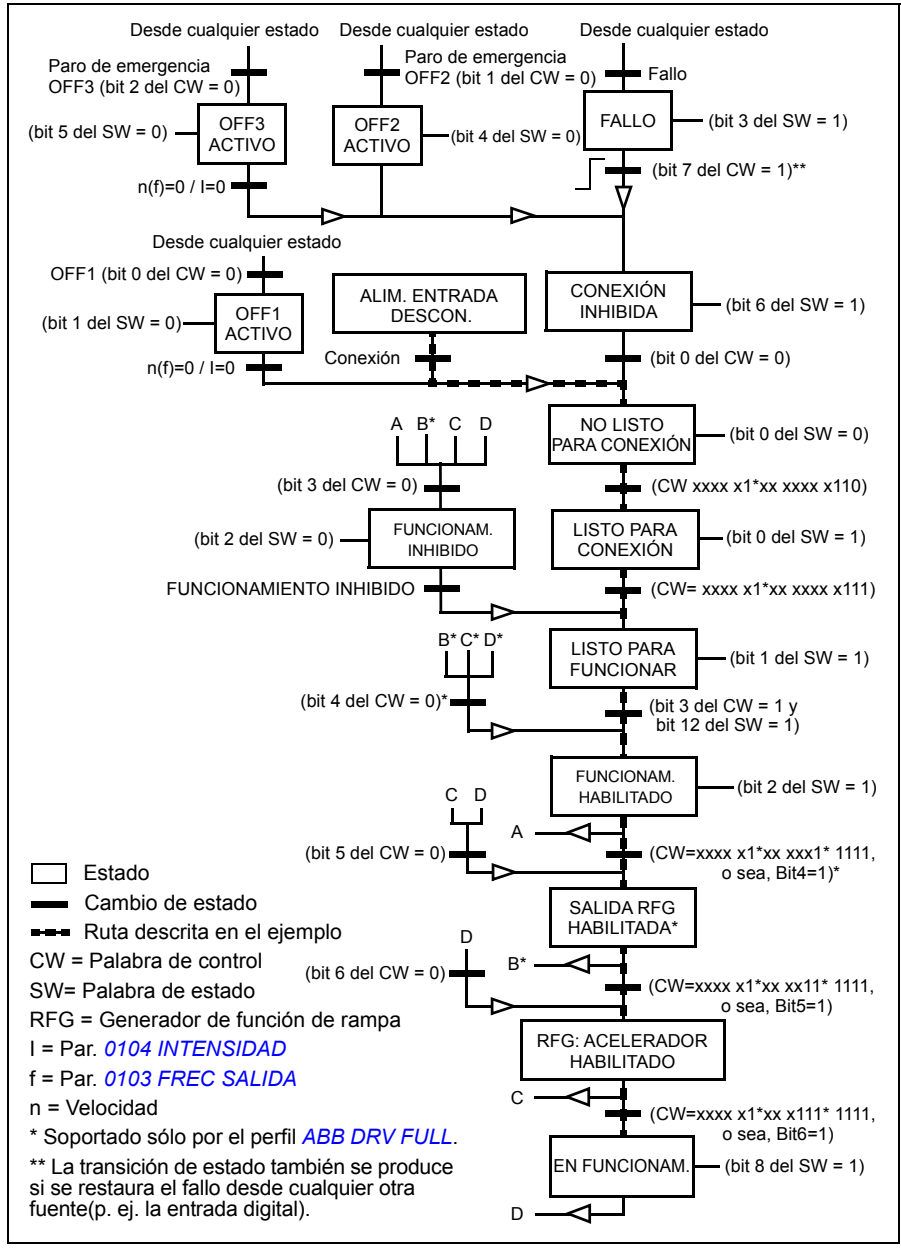 Desde cualquier estado
Desde cualquier estado
Desde cualquier estado
Paro de emergencia
OFF3 (bit 2 del CW = 0)
Paro de emergencia
OFF2 (bit 1 del CW = 0)
Fallo
(bit 5 del SW = 0)
OFF3
ACTIVO
OFF2
ACTIVO
(bit 4 del SW = 0)
FALLO
(bit 3 del SW = 1)
n(f)=0 / I=0
(bit 7 del CW = 1)**
Desde cualquier estado
OFF1 (bit 0 del CW = 0)
(bit 1 del SW = 0)
OFF1
ACTIVO
n(f)=0 / I=0
ALIM. ENTRADA
DESCON.
Conexión
CONEXIÓN
INHIBIDA
(bit 6 del SW = 1)
(bit 0 del CW = 0)
A B* C D
NO LISTO
PARA CONEXIÓN
(bit 0 del SW = 0)
(bit 3 del CW = 0)
(CW xxxx x1*xx xxxx x110)
(bit 2 del SW = 0)
FUNCIONAM.
INHIBIDO
LISTO PARA
CONEXIÓN
(bit 0 del SW = 1)
FUNCIONAMIENTO INHIBIDO
(CW= xxxx x1*xx xxxx x111)
B* C* D*
LISTO PARA
FUNCIONAR
(bit 1 del SW = 1)
(bit 4 del CW = 0)*
(bit 3 del CW = 1 y
bit 12 del SW = 1)
FUNCIONAM.
HABILITADO
(bit 2 del SW = 1)
C D
A
(bit 5 del CW = 0)
(CW=xxxx x1*xx xxx1* 1111,
o sea, Bit4=1)*
SALIDA RFG
HABILITADA*
D
B*
(bit 6 del CW = 0)
(CW=xxxx x1*xx xx11* 1111,
o sea, Bit5=1)
RFG: ACELERADOR
HABILITADO
C
(CW=xxxx x1*xx x111* 1111,
o sea, Bit6=1)
EN FUNCIONAM.
(bit 8 del SW = 1)
D
Estado
Cambio de estado
Ruta descrita en el ejemplo
CW = Palabra de control
SW= Palabra de estado
RFG = Generador de función de rampa
I = Par. 0104 INTENSIDAD
f = Par. 0103 FREC SALIDA
n = Velocidad
* Soportado sólo por el perfil ABB DRV FULL.
** La transición de estado también se produce
si se restaura el fallo desde cualquier otra
fuente(p. ej. la entrada digital).